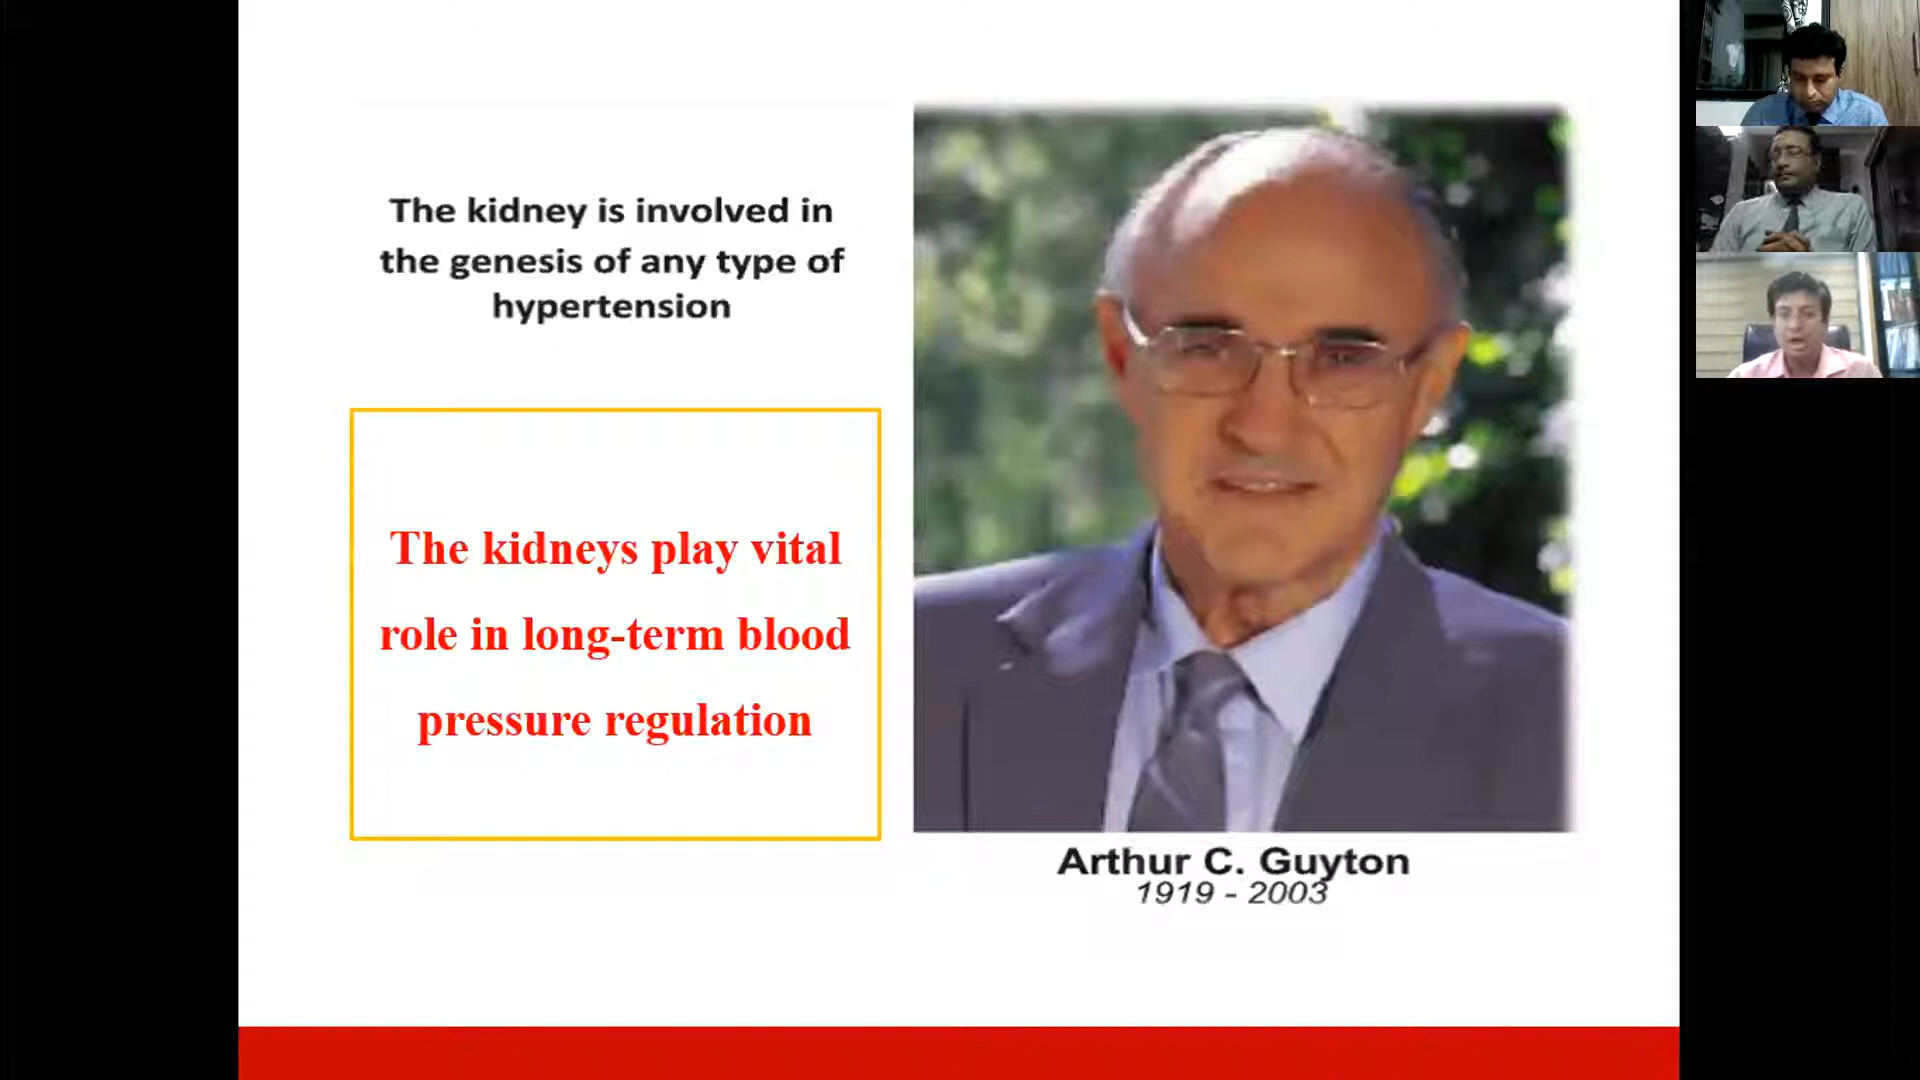 The kidney is involved in
the genesis of any type of
hypertension
The kidneys play vital
role in long-term blood
pressure regulation
Arthur C. Guyton
1919 - 2003